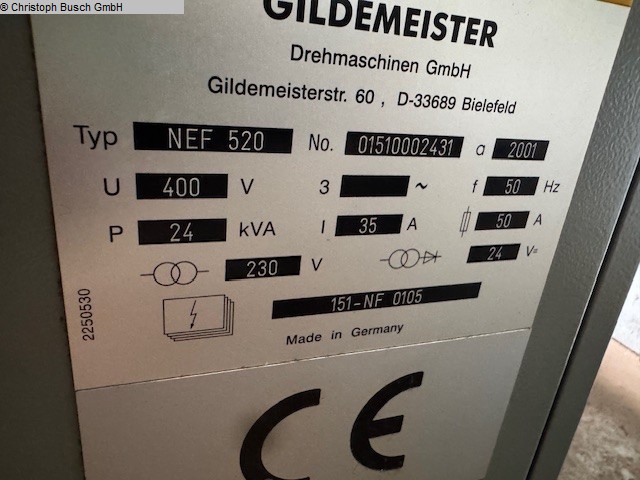 © Christoph Busch GmbH
GILDEMEISTER
Drehmaschinen GmbH
Gildemeisterstr. 60 , D-33689 Bielefeld
Typ NEF 520 No. 01510002431 a 2001
U 400 V 3 ~ f 50 Hz
P 24 kVA I 35 A 50 A
230 V 24 V=
151-NF 0105
Made in Germany
2250530
CE